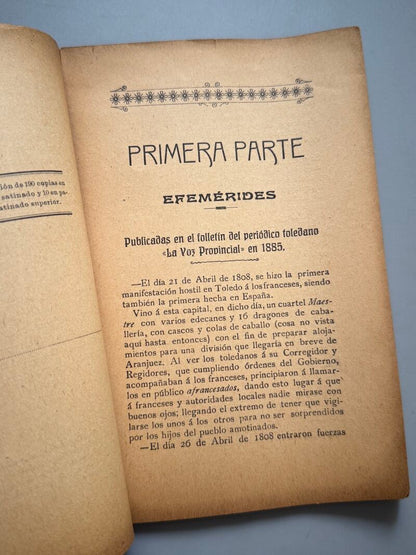 ión de 190 copias en
satinado y 10 en pa-
atinado superior.
PRIMERA PARTE
EFEMÉRIDES
Publicadas en el folletín del periódico toledano
«La Voz Provincial» en 1885.
—El día 21 de Abril de 1808, se hizo la primera
manifestación hostil en Toledo á los franceses, siendo
también la primera hecha en España.
Vino á esta capital, en dicho día, un cuartel Maes-
tre con varios edecanes y 16 dragones de caba-
llería, con cascos y colas de caballo (cosa no vista
aquí hasta entonces) con el fin de preparar aloja-
mientos para una división que llegaría en breve de
Aranjuez. Al ver los toledanos á su Corregidor y
Regidores, que cumpliendo órdenes del Gobierno,
acompañaban á los franceses, principiaron á llamar-
los en público afrancesados, dando esto lugar á que
á franceses y autoridades locales nadie mirase con
buenos ojos; llegando el extremo de tener que vigi-
larse los unos á los otros para no ser sorprendidos
por los hijos del pueblo amotinados.
—El día 26 de Abril de 1808 entraron fuerzas